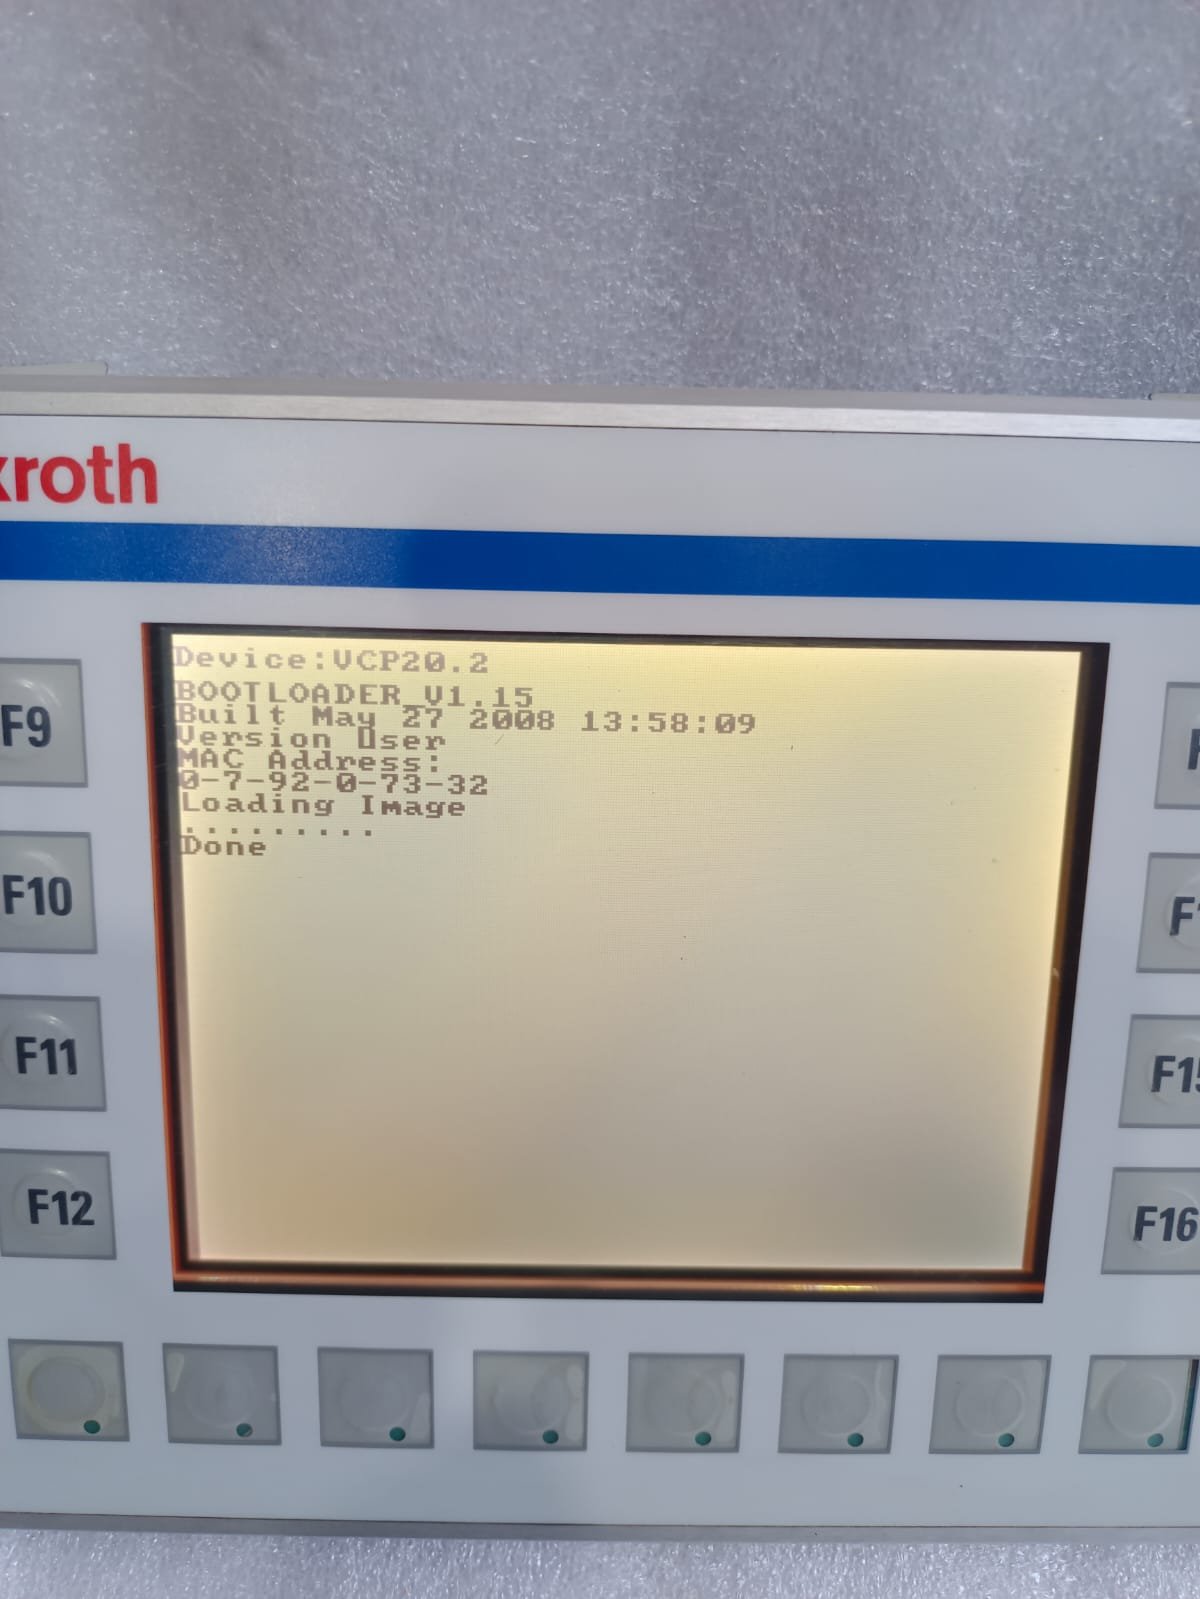 xroth
Device:VCP20.2
BOOTLOADER V1.15
Built May 27 2008 13:58:09
Version User
MAC Address:
0-7-92-0-73-32
Loading Image
.........
Done
F9
F10
F11
F15
F12
F16